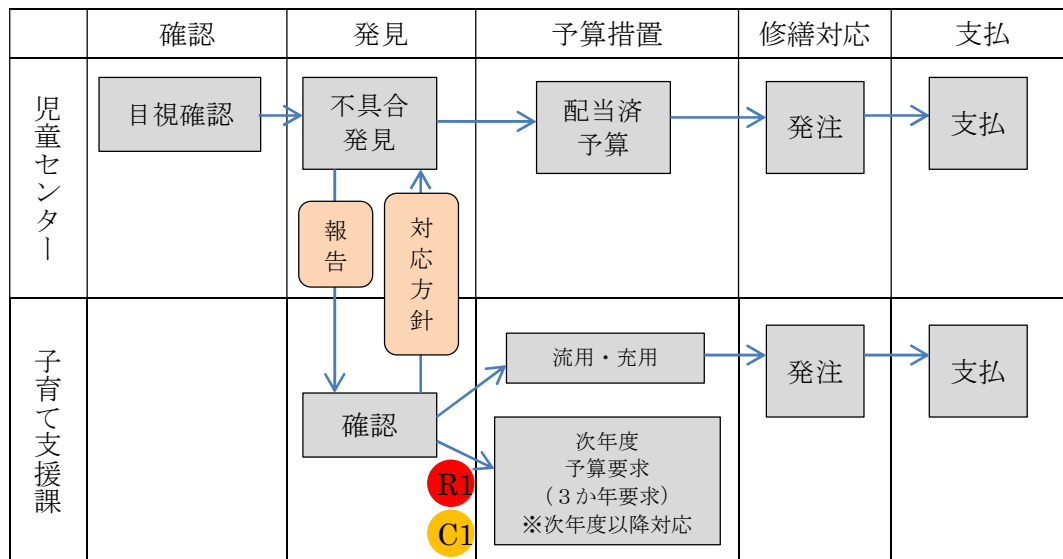 確認
発見
予算措置
修繕対応
支払
児童センター
目視確認
不具合
発見
配当済
予算
発注
支払
報告
対応方針
子育て支援課
確認
流用・充用
発注
支払
次年度
予算要求
（３か年要求）
※次年度以降対応
R1
C1